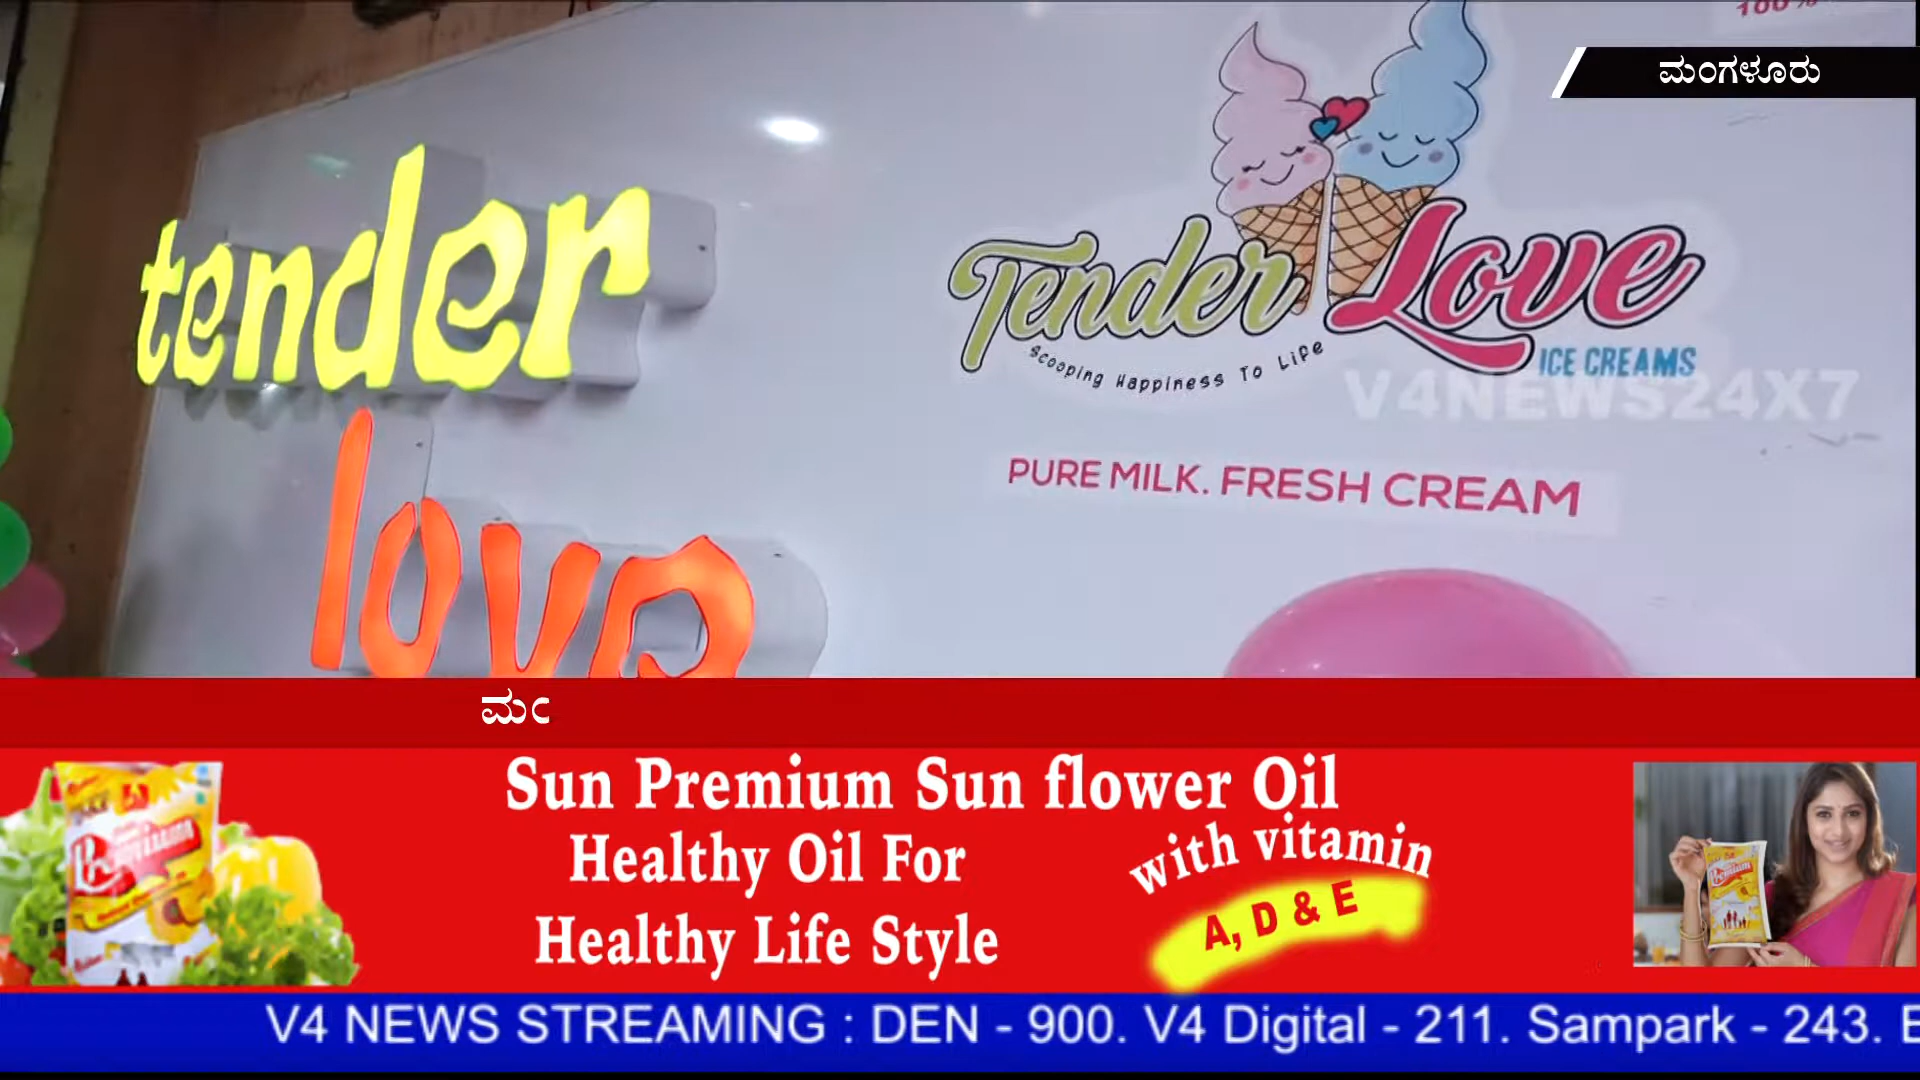 100%
ಮಂಗಳೂರು
tender
love
Tender Love
Scooping Happiness To Life
ICE CREAMS
V4NEWS24X7
PURE MILK. FRESH CREAM
ಮಂ
Sun Premium Sun flower Oil
Healthy Oil For
Healthy Life Style
with vitamin
A, D & E
Premium
V4 NEWS STREAMING : DEN - 900. V4 Digital - 211. Sampark - 243.